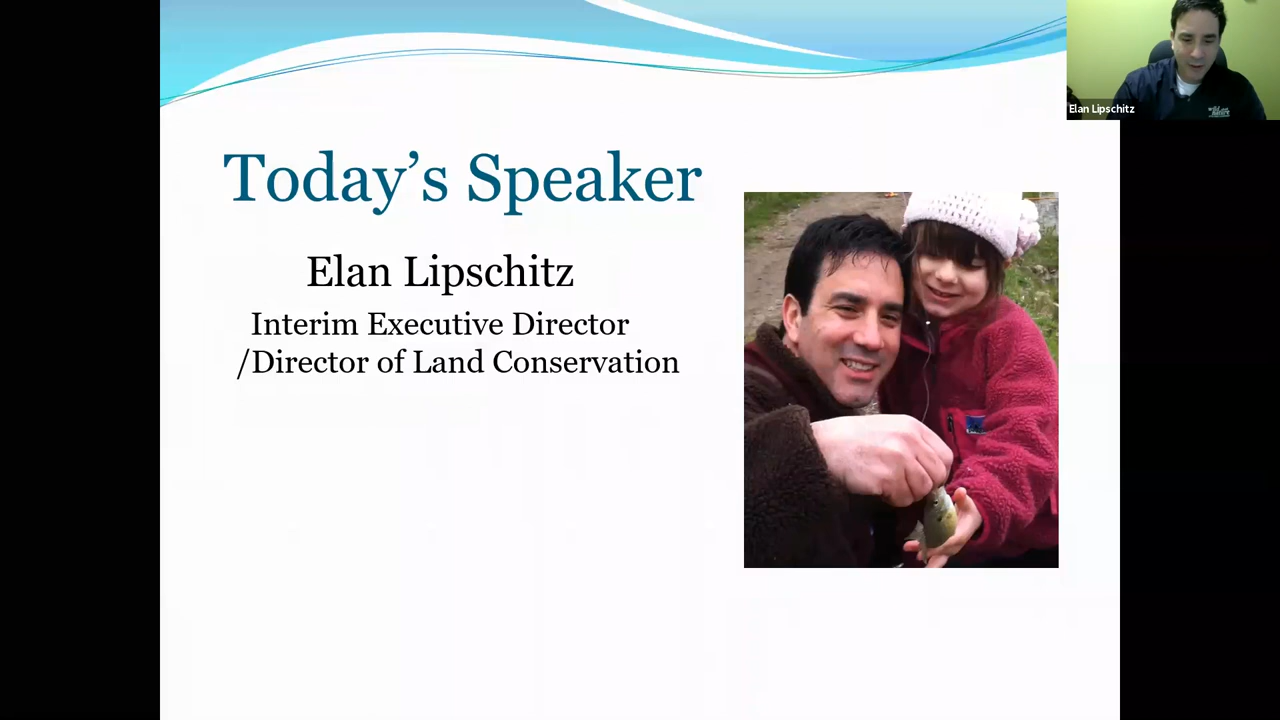 Today’s Speaker
Elan Lipschitz
Interim Executive Director
/Director of Land Conservation
Elan Lipschitz